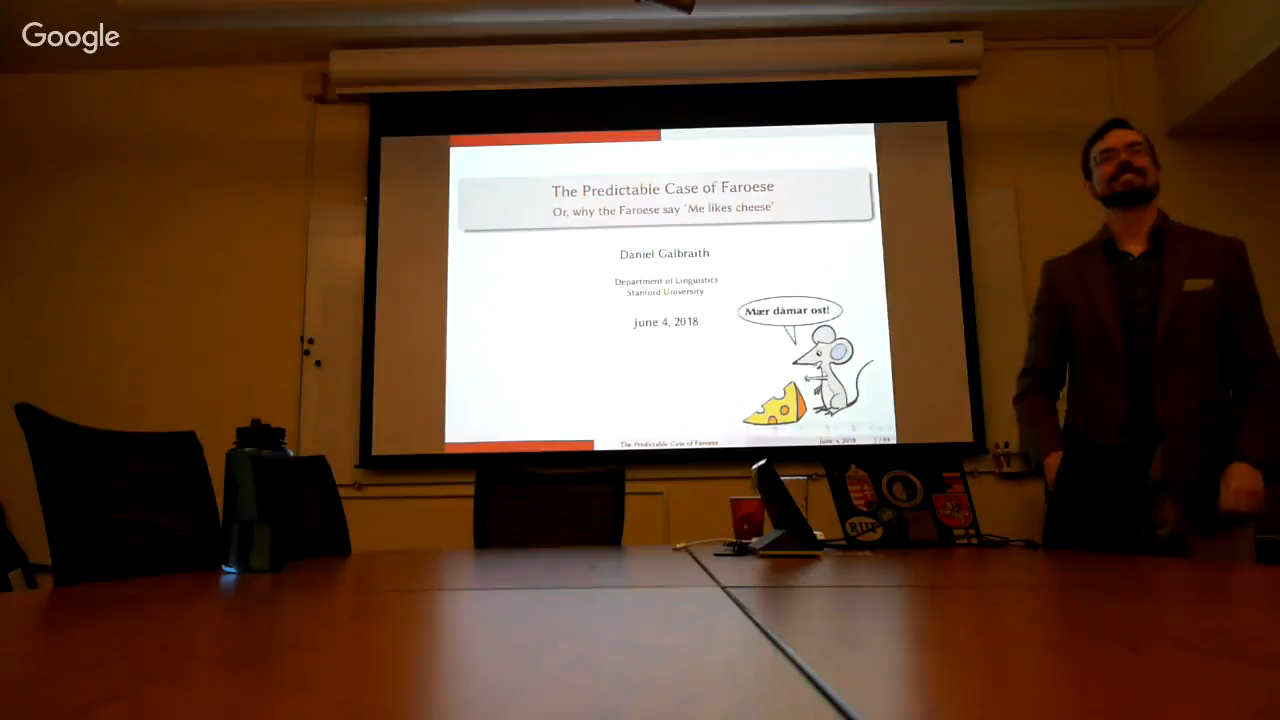 Google
The Predictable Case of Faroese
Or, why the Faroese say "Me likes cheese"
Daniel Galbraith
Department of Linguistics
Stanford University
June 4, 2018
Mær dámar ost!
The Predictable Case of Faroese
June 4, 2018